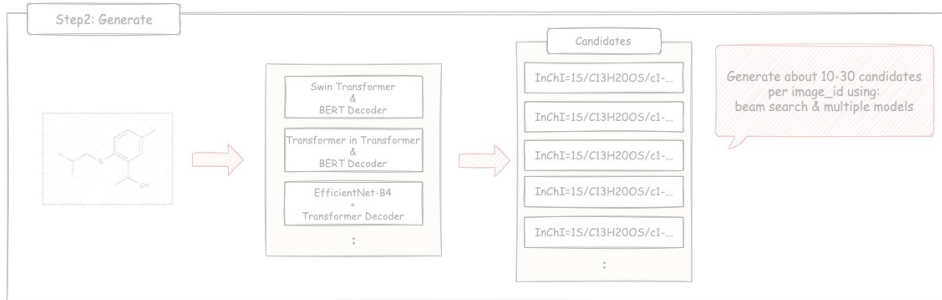 Step2: Generate
Swin Transformer
&
BERT Decoder
Transformer in Transformer
&
BERT Decoder
EfficientNet-B4
+
Transformer Decoder
:
Candidates
InChI=1S/C13H20OS/c1-...
InChI=1S/C13H20OS/c1-...
InChI=1S/C13H20OS/c1-...
InChI=1S/C13H20OS/c1-...
InChI=1S/C13H20OS/c1-...
:
Generate about 10-30 candidates
per image_id using:
beam search & multiple models
S
OH